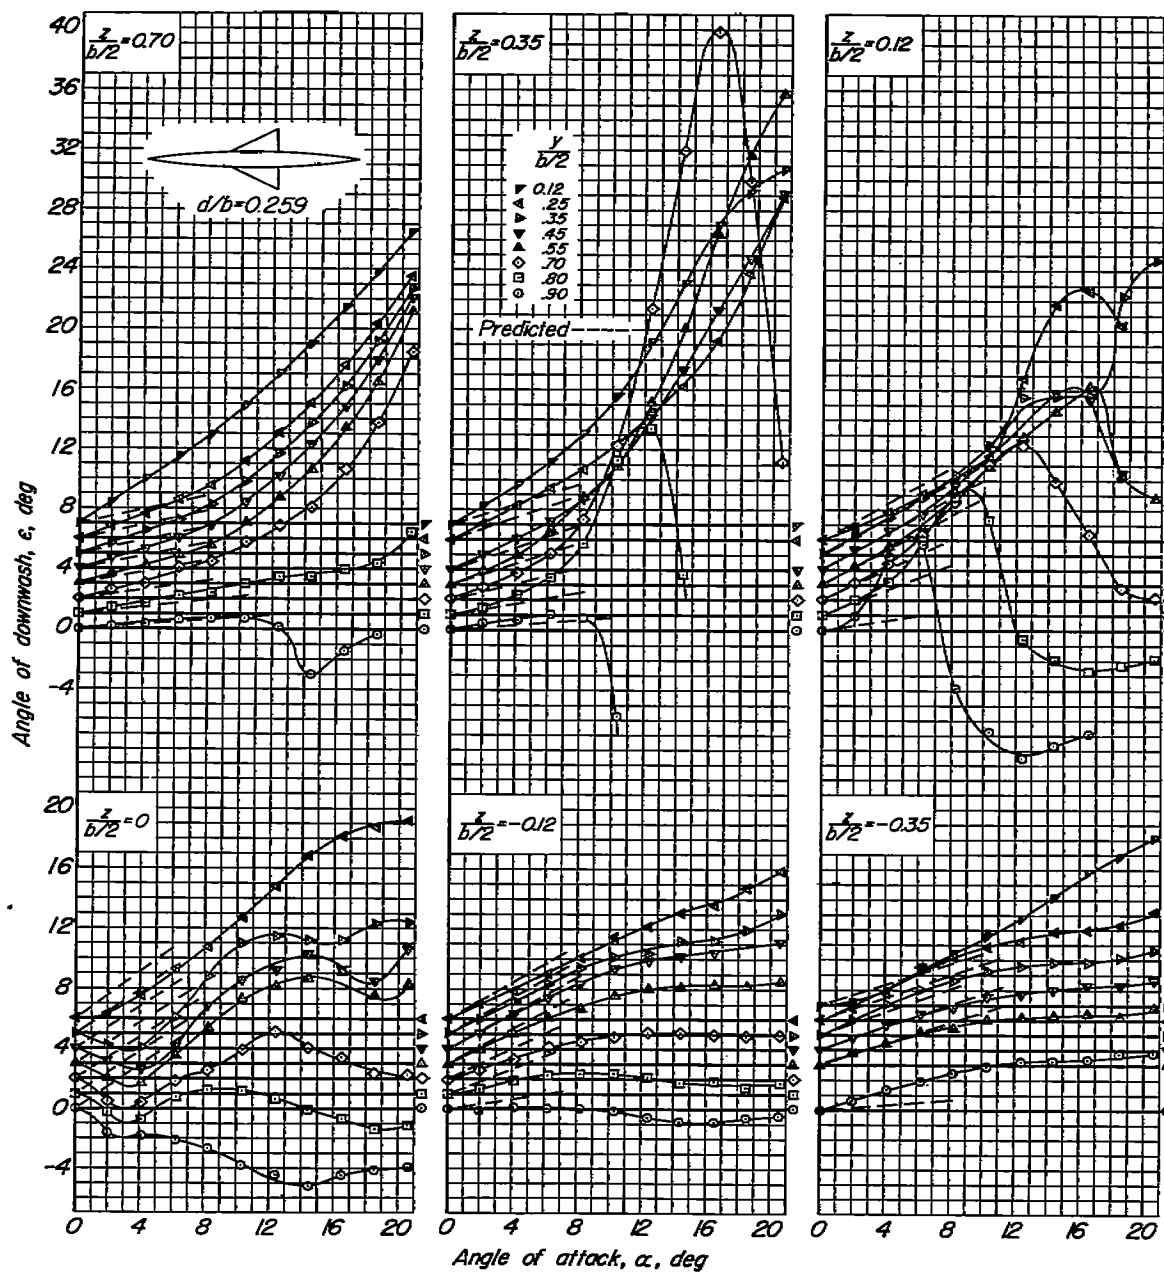 z/b/2 = 0.70
z/b/2 = 0.35
z/b/2 = 0.12
40
36
32
28
24
20
16
12
8
4
0
-4
d/b = 0.259
y/b/2
0.12
.25
.35
.45
.55
.70
.80
.90
Predicted
Angle of downwash, ε, deg
z/b/2 = 0
z/b/2 = -0.12
z/b/2 = -0.35
20
16
12
8
4
0
-4
0 4 8 12 16 20
0 4 8 12 16 20
0 4 8 12 16 20
Angle of attack, α, deg